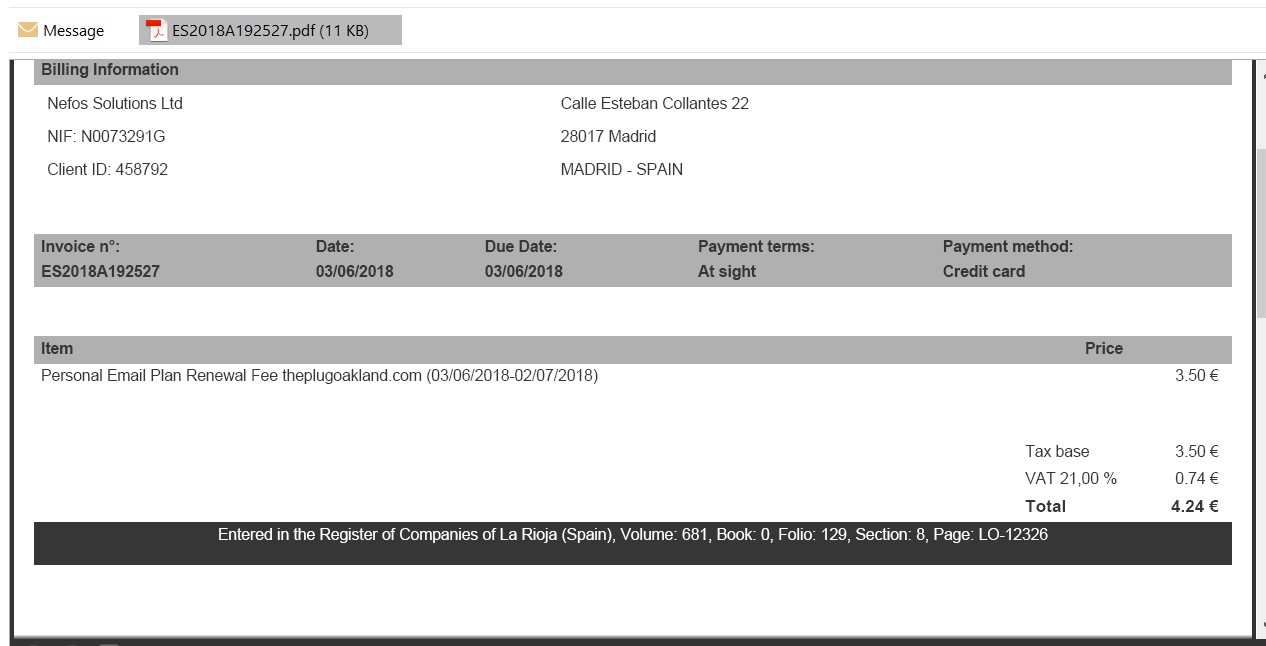 Message ES2018A192527.pdf (11 KB)
Billing Information
Nefos Solutions Ltd Calle Esteban Collantes 22
NIF: N0073291G 28017 Madrid
Client ID: 458792 MADRID - SPAIN
Invoice n°: Date: Due Date: Payment terms: Payment method:
ES2018A192527 03/06/2018 03/06/2018 At sight Credit card
Item Price
Personal Email Plan Renewal Fee theplugoakland.com (03/06/2018-02/07/2018) 3.50 €
Tax base 3.50 €
VAT 21,00 % 0.74 €
Total 4.24 €
Entered in the Register of Companies of La Rioja (Spain), Volume: 681, Book: 0, Folio: 129, Section: 8, Page: LO-12326